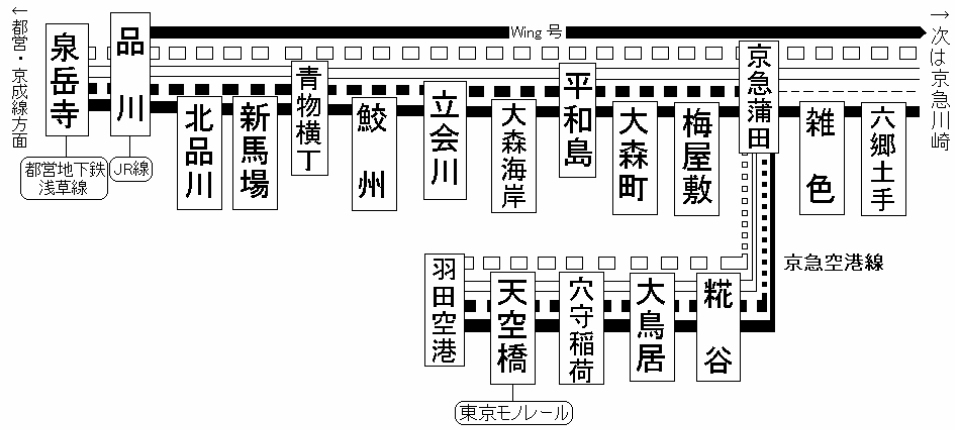 ←都営・京成線方面
泉岳寺
都営地下鉄
浅草線
品川
JR線
Wing 号
北品川
新馬場
青物横丁
鮫州
立会川
大森海岸
平和島
大森町
梅屋敷
京急蒲田
雑色
六郷土手
→次は京急川崎
京急空港線
羽田空港
天空橋
東京モノレール
穴守稲荷
大鳥居
糀谷